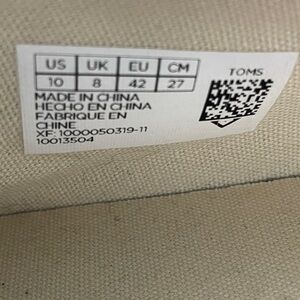 US UK EU CM TOMS
10 8 42 27
MADE IN CHINA
HECHO EN CHINA
FABRIQUE EN
CHINE
XF: 1000050319-11
10013504